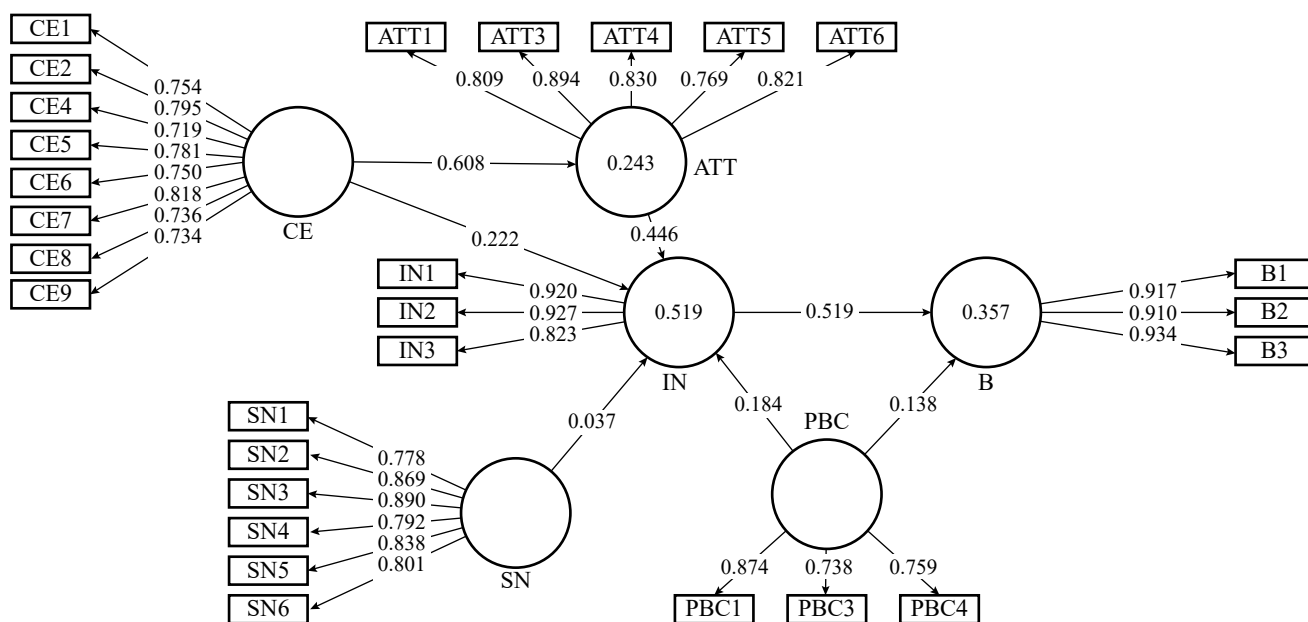 CE1
CE2
CE4
CE5
CE6
CE7
CE8
CE9
0.754
0.795
0.719
0.781
0.750
0.818
0.736
0.734
CE
ATT1
ATT3
ATT4
ATT5
ATT6
0.809
0.894
0.830
0.769
0.821
0.608
0.243
ATT
0.222
0.446
IN1
IN2
IN3
0.920
0.927
0.823
0.519
IN
0.519
0.357
B
0.917
0.910
0.934
B1
B2
B3
0.037
0.184
0.138
SN1
SN2
SN3
SN4
SN5
SN6
0.778
0.869
0.890
0.792
0.838
0.801
SN
PBC
0.874
0.738
0.759
PBC1
PBC3
PBC4